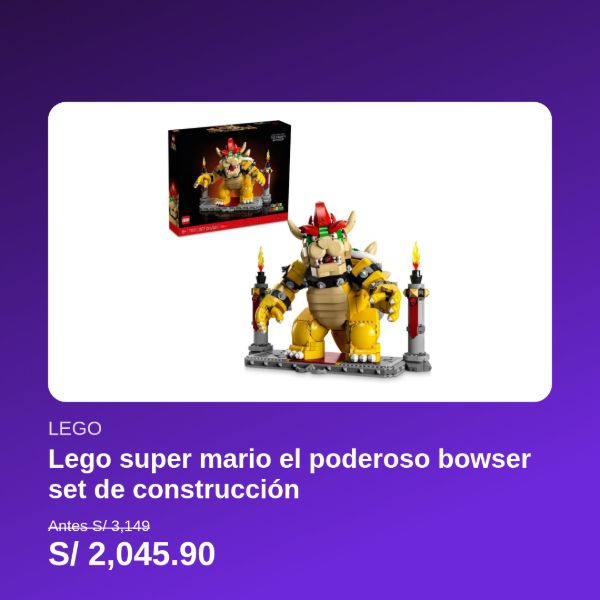 LEGO
Lego super mario el poderoso bowser
set de construcción
Antes S/ 3,149
S/ 2,045.90